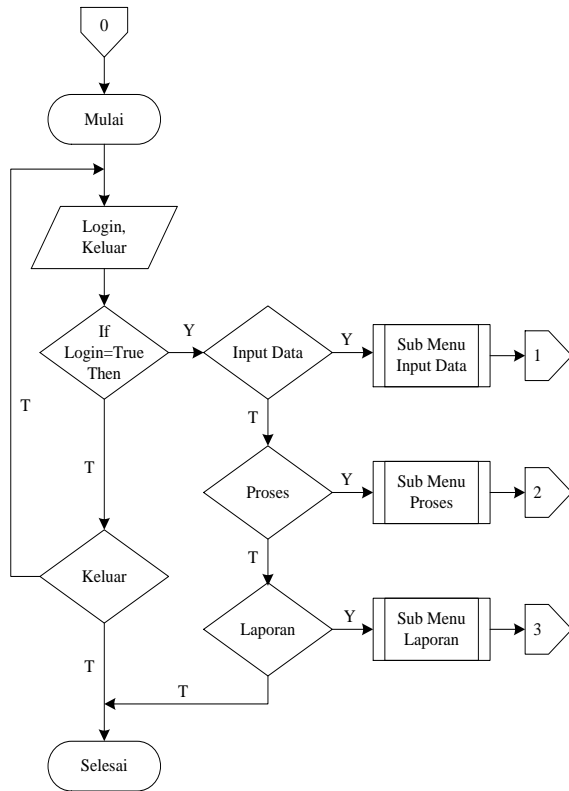 0
Mulai
Login,
Keluar
If
Login=True
Then
Y
Input Data
Y
Sub Menu
Input Data
1
T
T
T
Proses
Y
Sub Menu
Proses
2
T
Keluar
Laporan
Y
Sub Menu
Laporan
3
T
T
Selesai